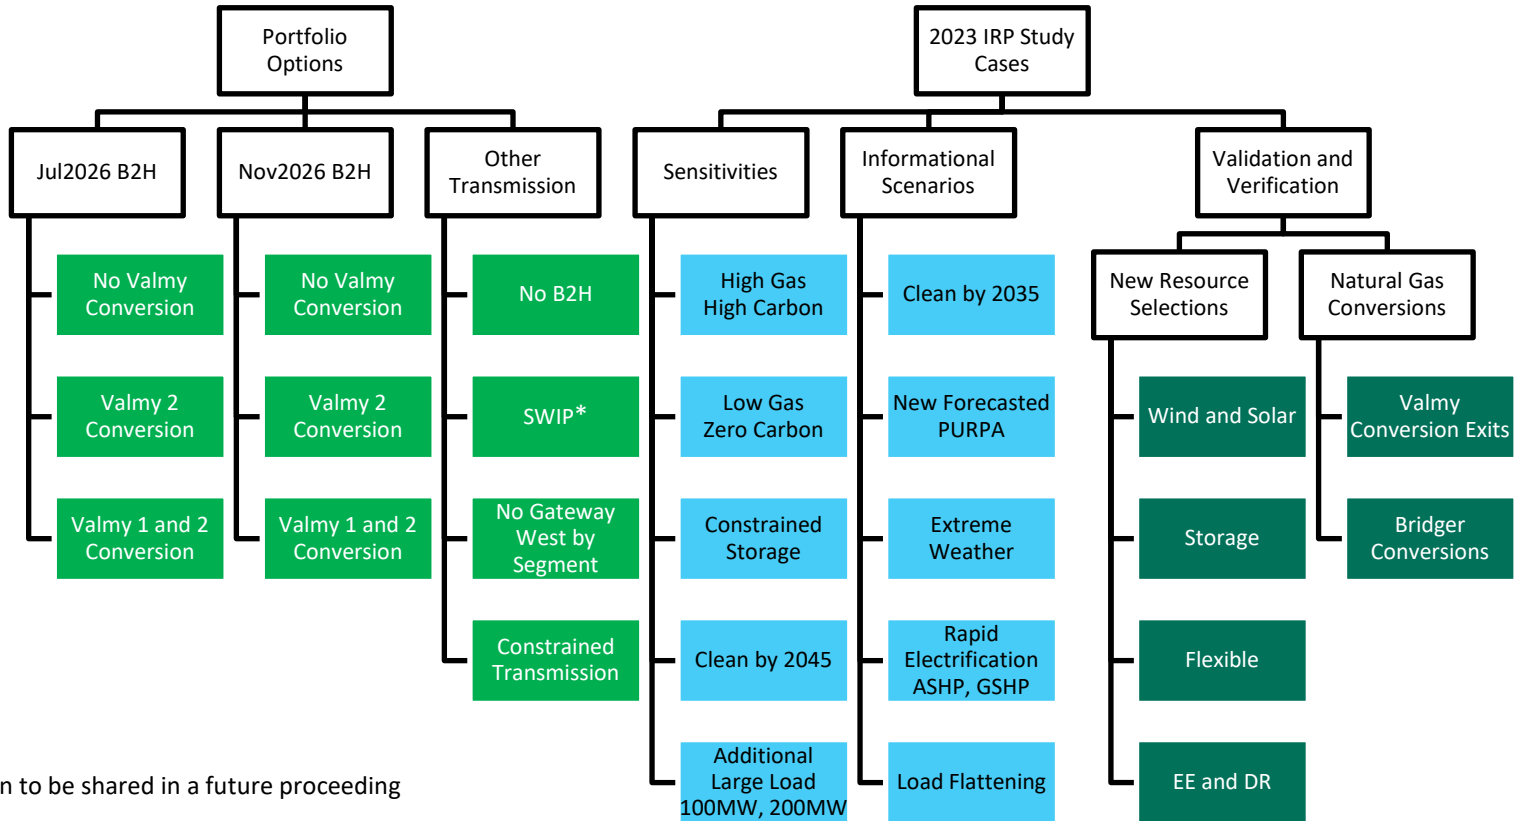 Portfolio
Options
2023 IRP Study
Cases
Jul2026 B2H
Nov2026 B2H
Other
Transmission
Sensitivities
Informational
Scenarios
Validation and
Verification
No Valmy
Conversion
Valmy 2
Conversion
Valmy 1 and 2
Conversion
No Valmy
Conversion
Valmy 2
Conversion
Valmy 1 and 2
Conversion
No B2H
SWIP*
No Gateway
West by
Segment
Constrained
Transmission
High Gas
High Carbon
Low Gas
Zero Carbon
Constrained
Storage
Clean by 2045
Additional
Large Load
100MW, 200MW
Clean by 2035
New Forecasted
PURPA
Extreme
Weather
Rapid
Electrification
ASHP, GSHP
Load Flattening
New Resource
Selections
Wind and Solar
Storage
Flexible
EE and DR
Natural Gas
Conversions
Valmy
Conversion Exits
Bridger
Conversions
to be shared in a future proceeding